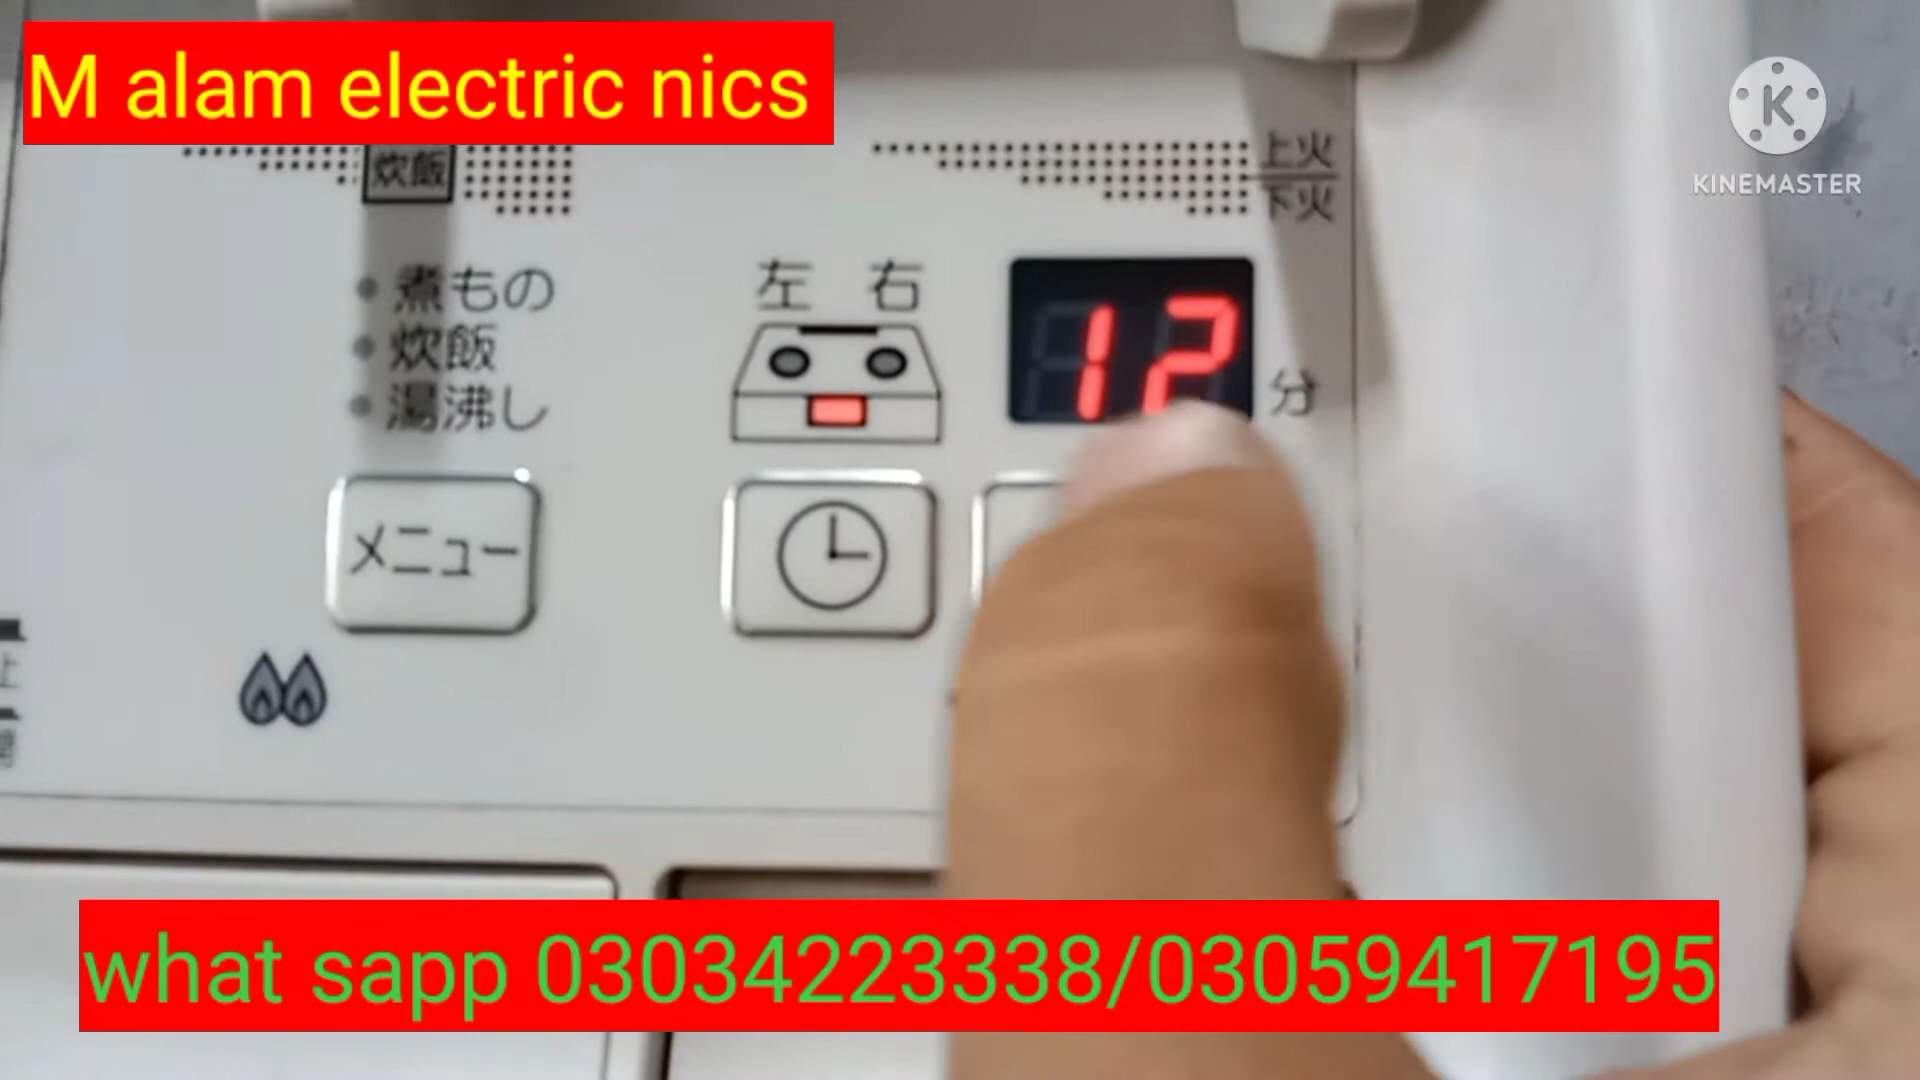 M alam electric nics
KINEMASTER
炊飯
上火
下火
煮もの
炊飯
湯沸し
左 右
12
分
メニュー
what sapp 03034223338/03059417195